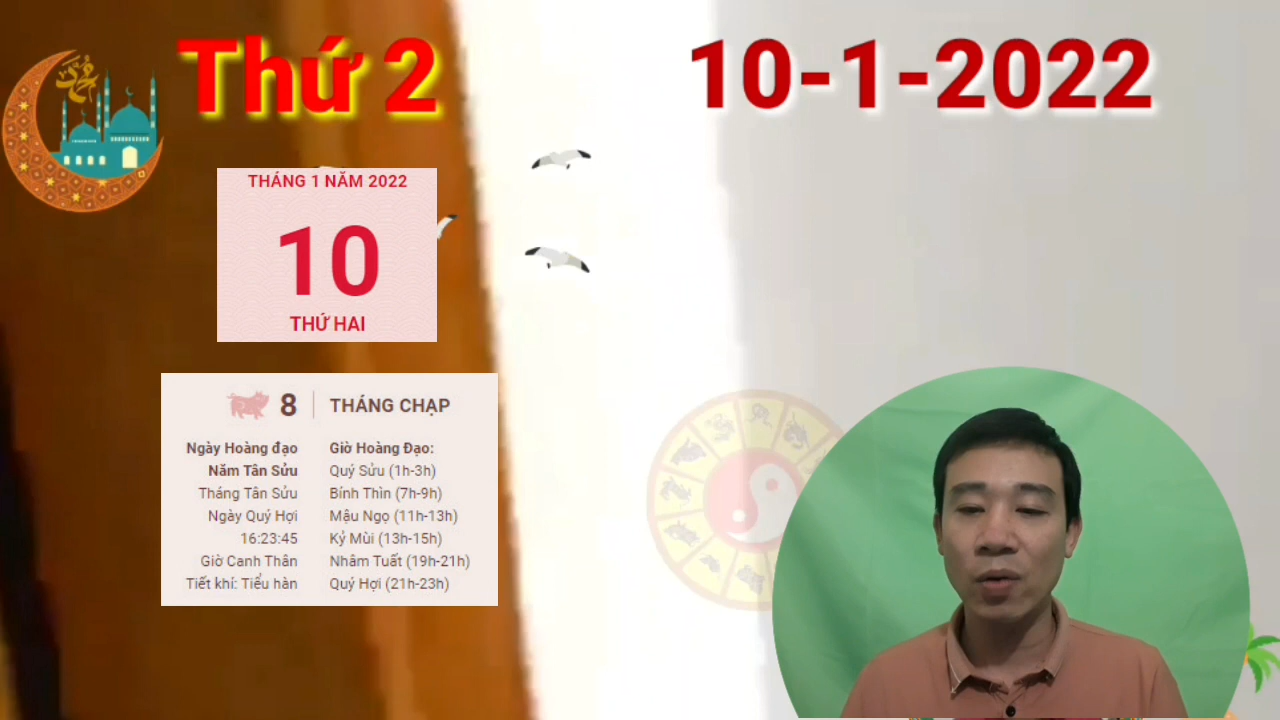 Thứ 2
10-1-2022
THÁNG 1 NĂM 2022
10
THỨ HAI
8 THÁNG CHẠP
Ngày Hoàng đạo
Năm Tân Sửu
Tháng Tân Sửu
Ngày Quý Hợi
16:23:45
Giờ Canh Thân
Tiết khí: Tiểu hàn
Giờ Hoàng Đạo:
Quý Sửu (1h-3h)
Bính Thìn (7h-9h)
Mậu Ngọ (11h-13h)
Kỷ Mùi (13h-15h)
Nhâm Tuất (19h-21h)
Quý Hợi (21h-23h)